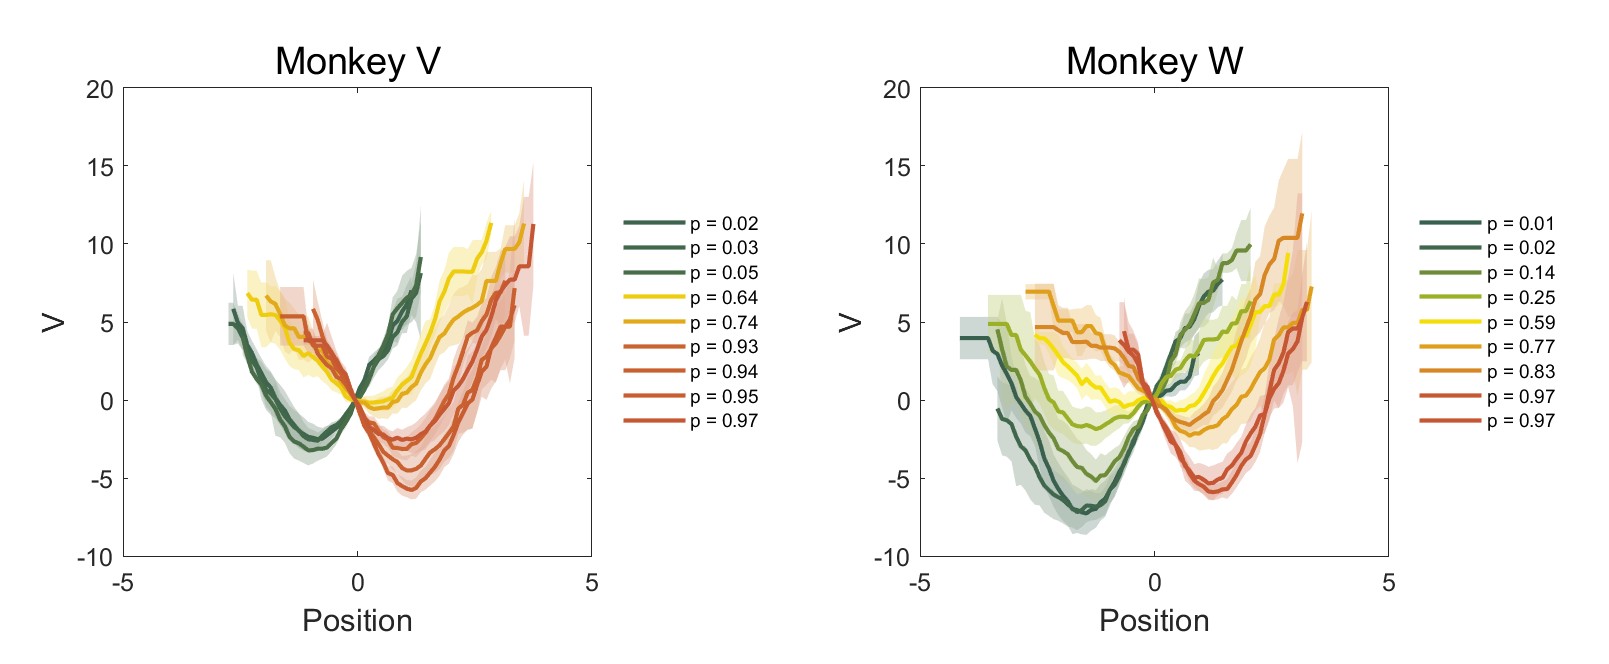 Monkey V
20
15
10
5
0
-5
-10
-5
0
5
V
Position
p = 0.02
p = 0.03
p = 0.05
p = 0.64
p = 0.74
p = 0.93
p = 0.94
p = 0.95
p = 0.97
Monkey W
20
15
10
5
0
-5
-10
-5
0
5
V
Position
p = 0.01
p = 0.02
p = 0.14
p = 0.25
p = 0.59
p = 0.77
p = 0.83
p = 0.97
p = 0.97